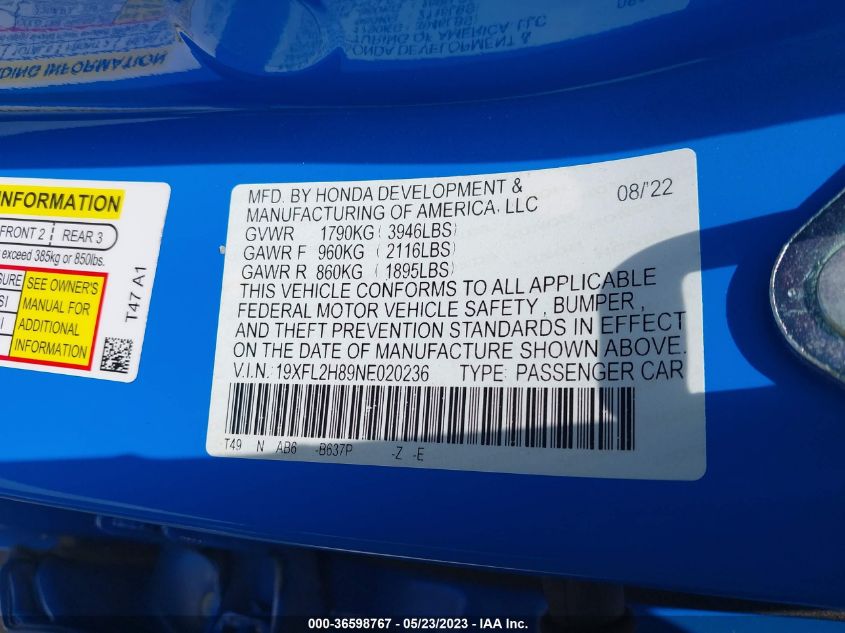 INFORMATION
FRONT 2 REAR 3
exceed 385kg or 850lbs.
SEE OWNER'S
MANUAL FOR
ADDITIONAL
INFORMATION
T47 A1
MFD. BY HONDA DEVELOPMENT &
MANUFACTURING OF AMERICA, LLC
08/'22
GVWR 1790KG (3946LBS)
GAWR F 960KG (2116LBS)
GAWR R 860KG (1895LBS)
THIS VEHICLE CONFORMS TO ALL APPLICABLE
FEDERAL MOTOR VEHICLE SAFETY, BUMPER,
AND THEFT PREVENTION STANDARDS IN EFFECT
ON THE DATE OF MANUFACTURE SHOWN ABOVE.
V.I.N. 19XFL2H89NE020236 TYPE: PASSENGER CAR
T49 N AB6 -B637P -Z -E
000-36598767 - 05/23/2023 - IAA Inc.